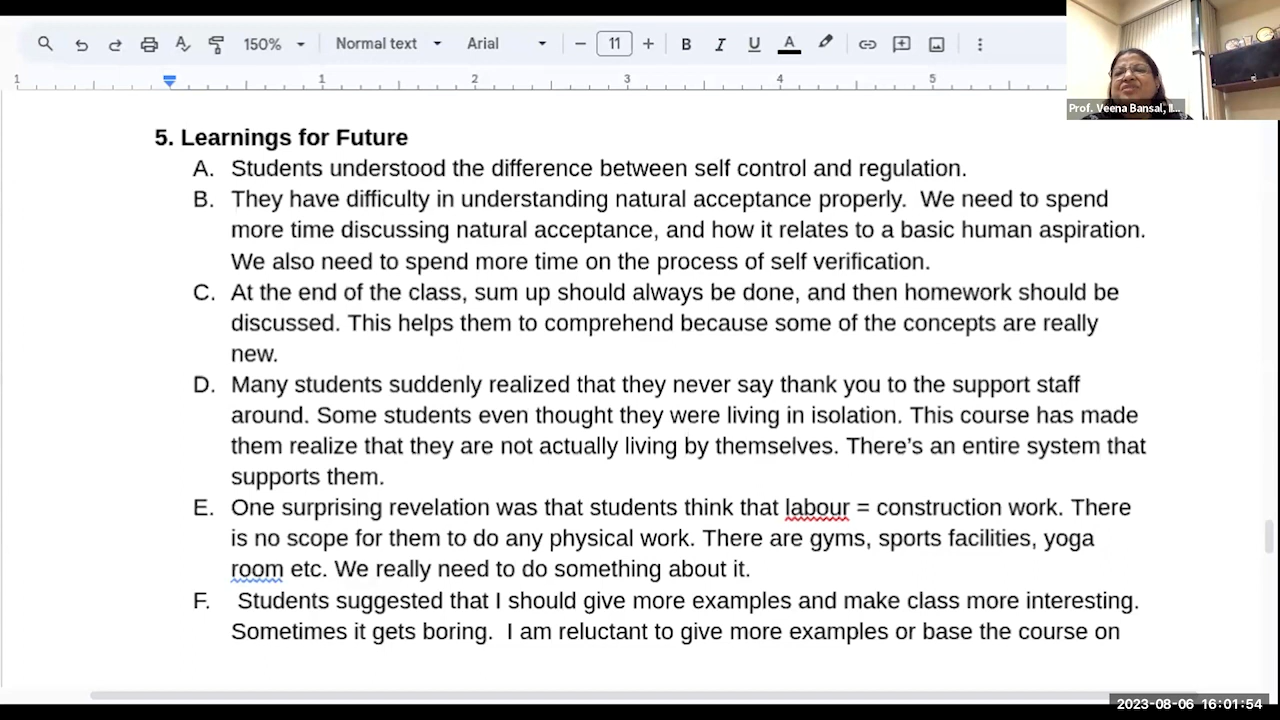 150% Normal text Arial 11
1 1 2 3 4 5
Prof. Veena Bansal, II...
5. Learnings for Future
A. Students understood the difference between self control and regulation.
B. They have difficulty in understanding natural acceptance properly.  We need to spend
more time discussing natural acceptance, and how it relates to a basic human aspiration.
We also need to spend more time on the process of self verification.
C. At the end of the class, sum up should always be done, and then homework should be
discussed. This helps them to comprehend because some of the concepts are really
new.
D. Many students suddenly realized that they never say thank you to the support staff
around. Some students even thought they were living in isolation. This course has made
them realize that they are not actually living by themselves. There’s an entire system that
supports them.
E. One surprising revelation was that students think that labour = construction work. There
is no scope for them to do any physical work. There are gyms, sports facilities, yoga
room etc. We really need to do something about it.
F. Students suggested that I should give more examples and make class more interesting.
Sometimes it gets boring.  I am reluctant to give more examples or base the course on
2023-08-06 16:01:54